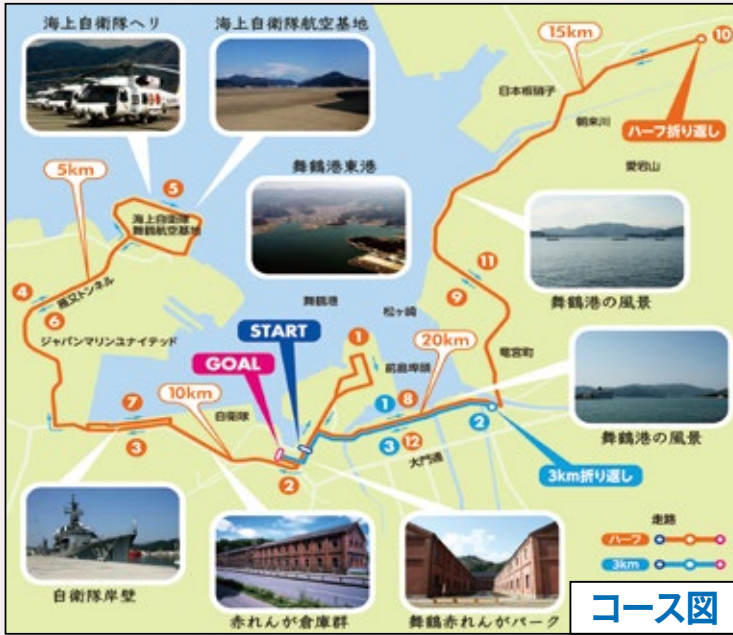 海上自衛隊ヘリ
海上自衛隊航空基地
15km
10
日本板硝子
朝来川
ハーフ折り返し
愛宕山
5km
5
海上自衛隊
舞鶴航空基地
舞鶴港東港
4
雁又トンネル
6
11
9
舞鶴港の風景
舞鶴港
松ヶ崎
ジャパンマリンユナイテッド
START
1
20km
竜宮町
GOAL
前島埠頭
10km
7
自衛隊
1
8
2
舞鶴港の風景
3
3
12
大門通
2
3km折り返し
走路
ハーフ
3km
自衛隊岸壁
赤れんが倉庫群
舞鶴赤れんがパーク
コース図